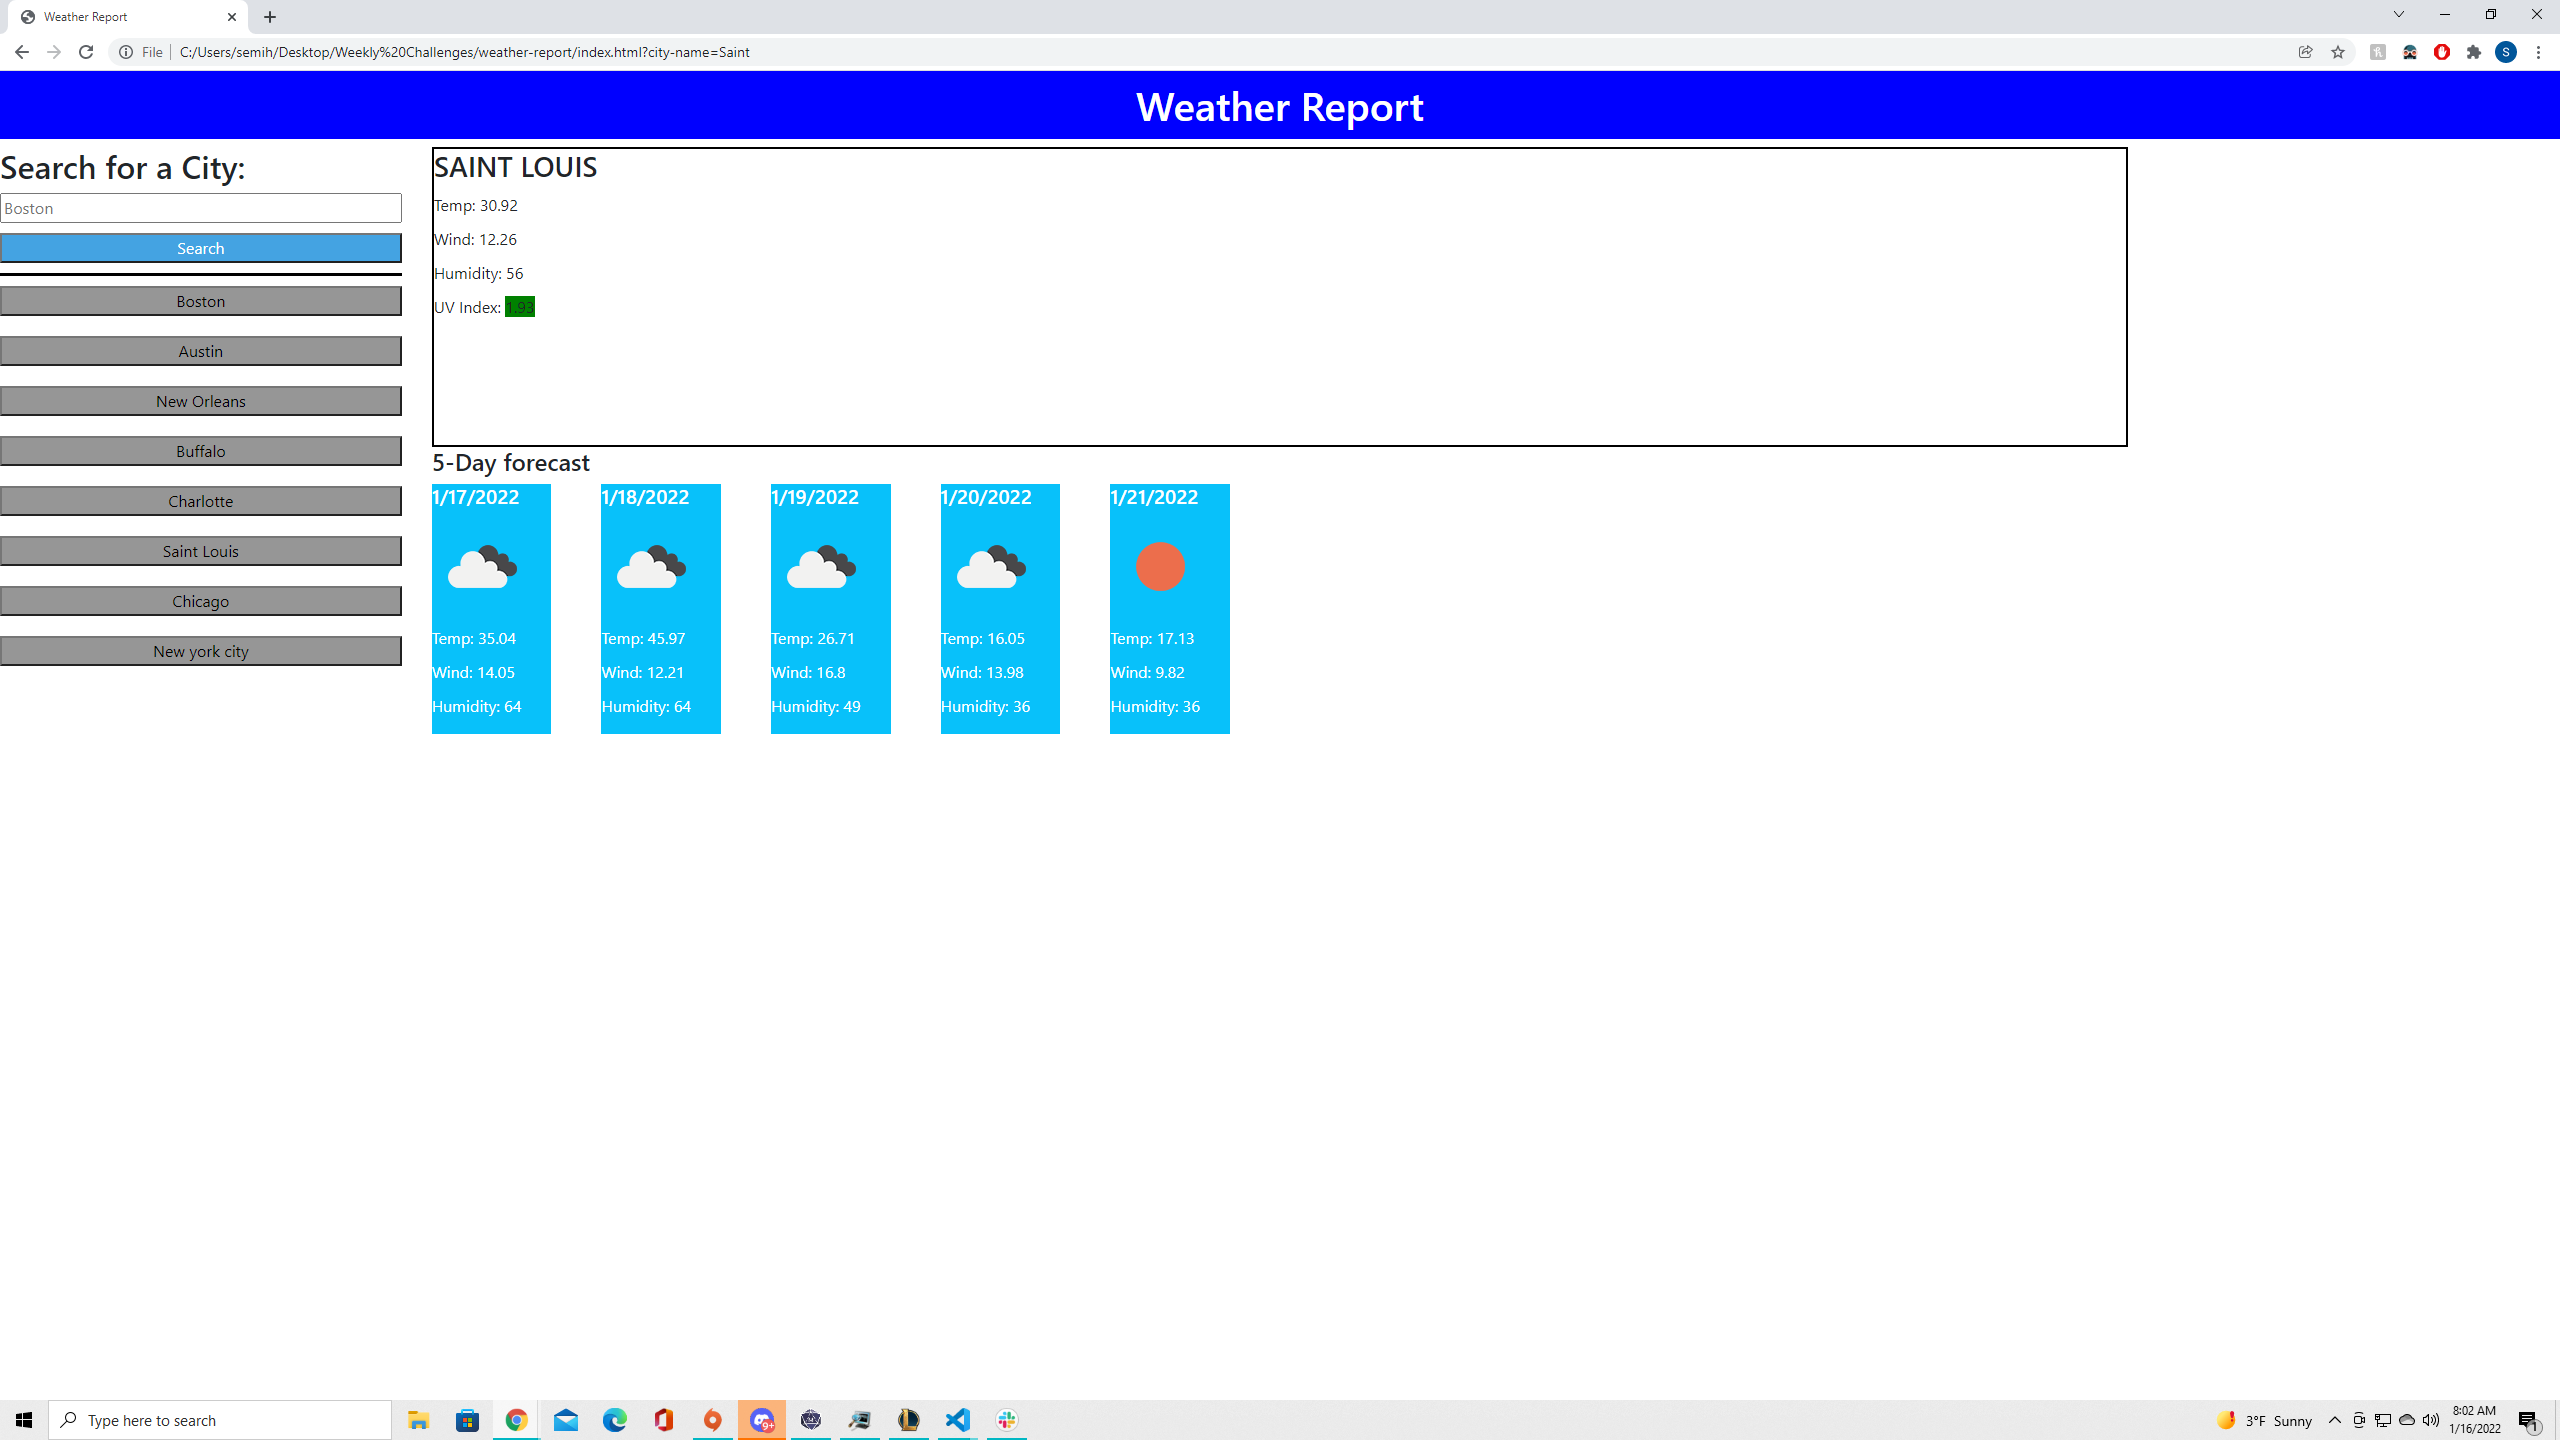 Weather Report
File
C:/Users/semih/Desktop/Weekly%20Challenges/weather-report/index.html?city-name=Saint
S
Weather Report
Search for a City:
Boston
Search
Boston
Austin
New Orleans
Buffalo
Charlotte
Saint Louis
Chicago
New york city
SAINT LOUIS
Temp: 30.92
Wind: 12.26
Humidity: 56
UV Index: 1.93
5-Day forecast
1/17/2022
Temp: 35.04
Wind: 14.05
Humidity: 64
1/18/2022
Temp: 45.97
Wind: 12.21
Humidity: 64
1/19/2022
Temp: 26.71
Wind: 16.8
Humidity: 49
1/20/2022
Temp: 16.05
Wind: 13.98
Humidity: 36
1/21/2022
Temp: 17.13
Wind: 9.82
Humidity: 36
Type here to search
9+
3°F Sunny
8:02 AM
1/16/2022
1